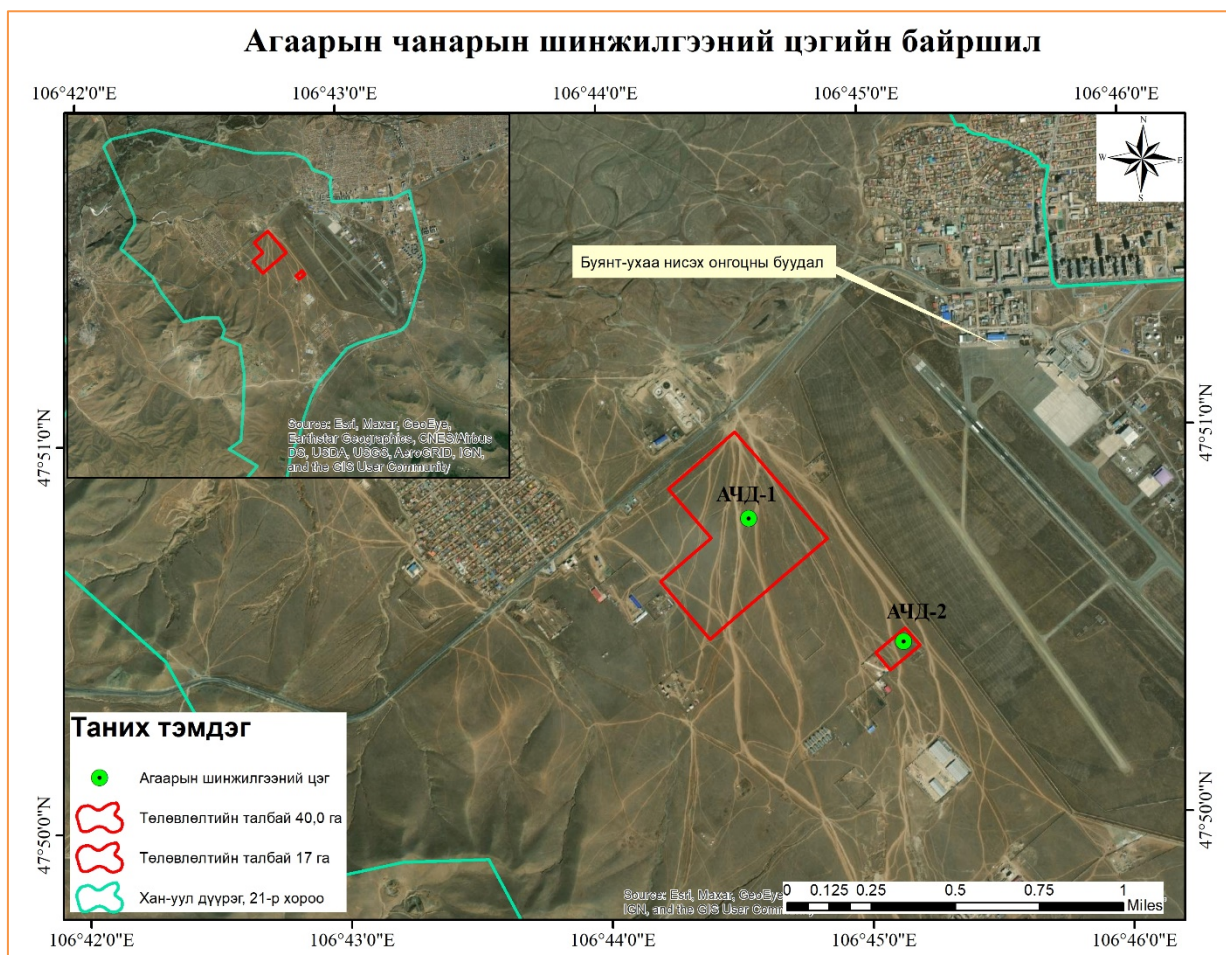 Агаарын чанарын шинжилгээний цэгийн байршил
106°42'0"E 106°43'0"E 106°44'0"E 106°45'0"E 106°46'0"E
N
W E
S
Буянт-ухаа нисэх онгоцны буудал
Source: Esri, Maxar, GeoEye,
Earthstar Geographics, CNES/Airbus
DS, USDA, USGS, AeroGRID, IGN,
and the GIS User Community
47°51'0"N 47°51'0"N
АЧД-1
АЧД-2
Таних тэмдэг
Агаарын шинжилгээний цэг
Төлөвлөлтийн талбай 40,0 га
Төлөвлөлтийн талбай 17 га
Хан-уул дүүрэг, 21-р хороо
47°50'0"N 47°50'0"N
Source: Esri, Maxar, GeoEye
IGN, and the GIS User
0 0.125 0.25 0.5 0.75 1
Miles
106°42'0"E 106°43'0"E 106°44'0"E 106°45'0"E 106°46'0"E